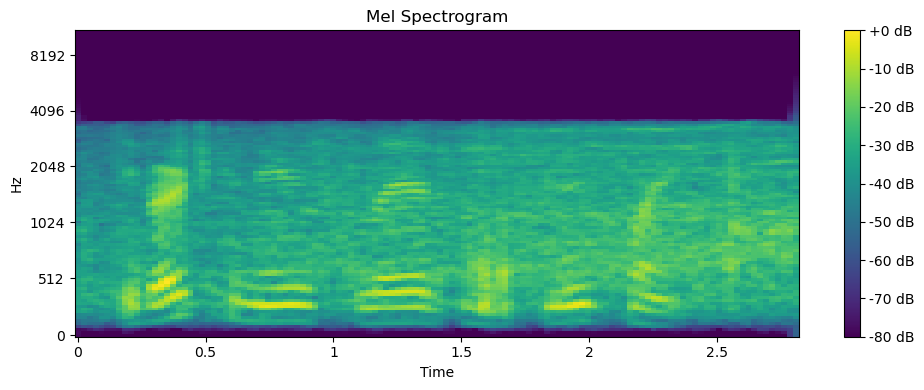 Mel Spectrogram
Hz
8192
4096
2048
1024
512
0
0
0.5
1
1.5
2
2.5
Time
+0 dB
-10 dB
-20 dB
-30 dB
-40 dB
-50 dB
-60 dB
-70 dB
-80 dB